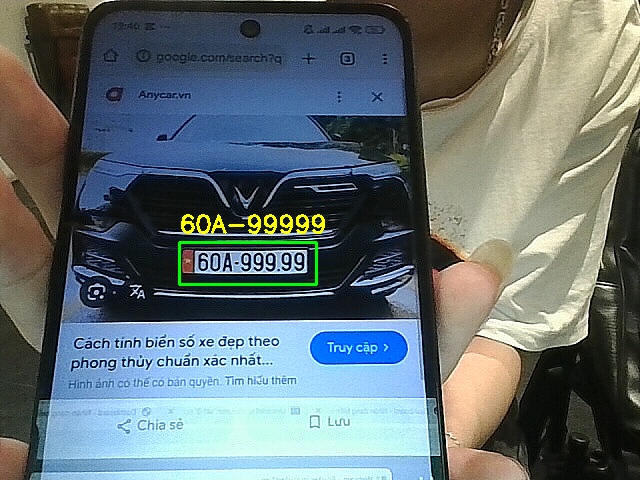 12:40
google.com/search?q
3
Anycar.vn
60A-99999
60A-999.99
Cách tính biển số xe đẹp theo
phong thủy chuẩn xác nhất...
Truy cập
Hình ảnh có thể có bản quyền. Tìm hiểu thêm
Chia sẻ
Lưu